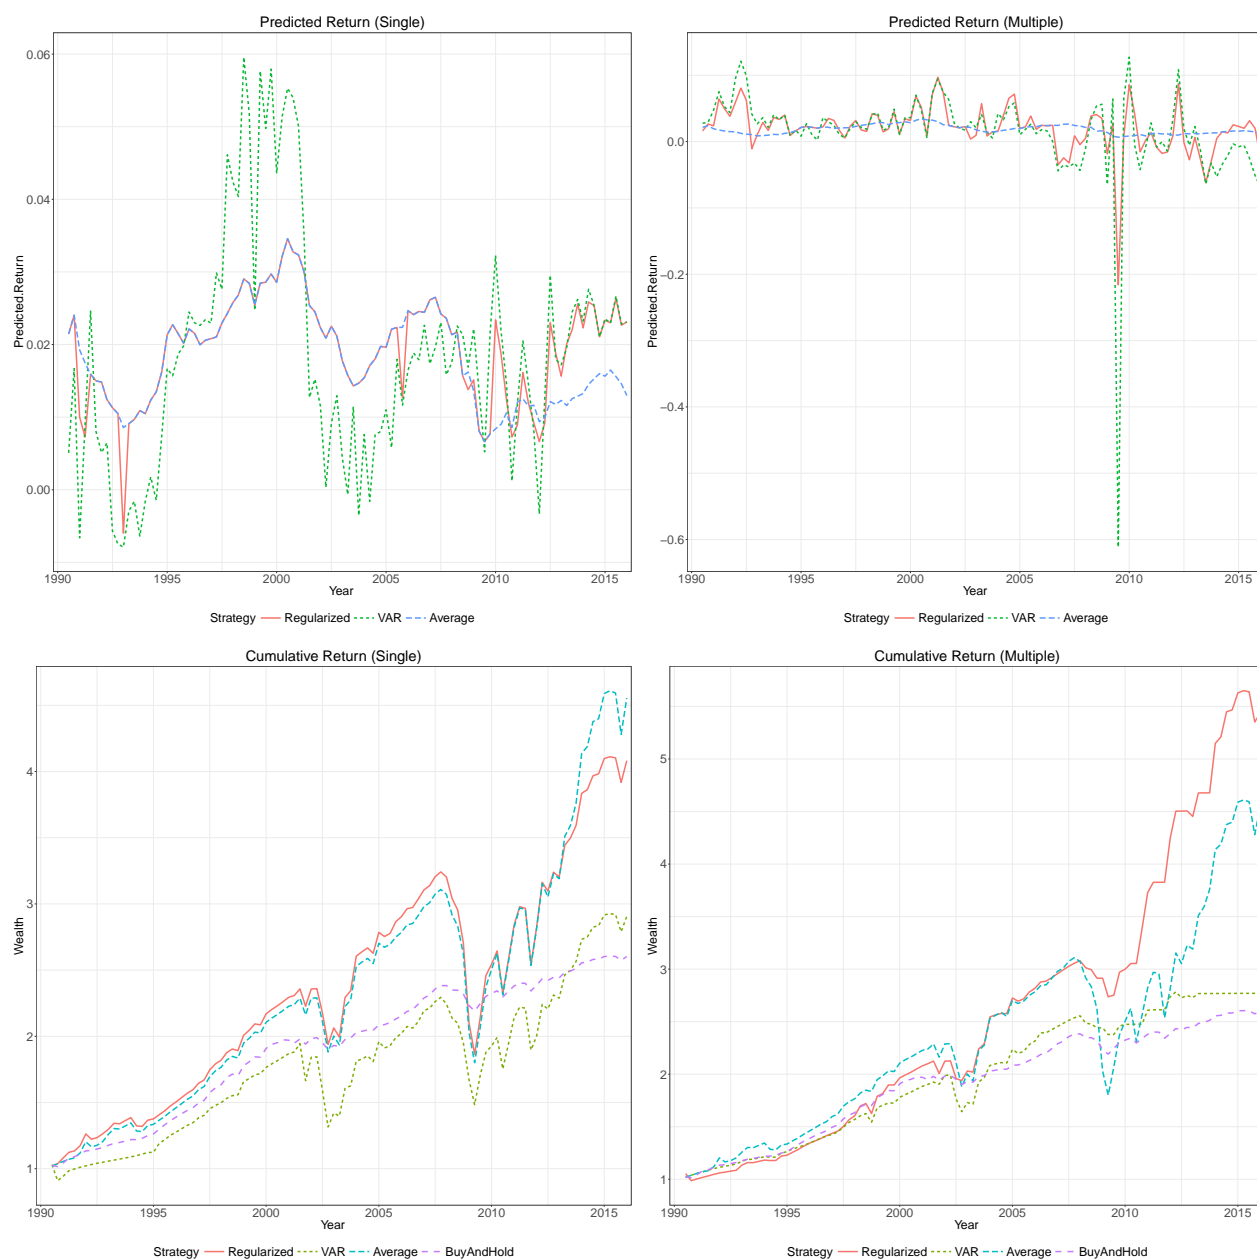 Predicted Return (Single)
Predicted.Return
0.06
0.04
0.02
0.00
1990 1995 2000 2005 2010 2015
Year
Strategy Regularized VAR Average
Predicted Return (Multiple)
Predicted.Return
0.0
−0.2
−0.4
−0.6
1990 1995 2000 2005 2010 2015
Year
Strategy Regularized VAR Average
Cumulative Return (Single)
Wealth
4
3
2
1
1990 1995 2000 2005 2010 2015
Year
Strategy Regularized VAR Average BuyAndHold
Cumulative Return (Multiple)
Wealth
5
4
3
2
1
1990 1995 2000 2005 2010 2015
Year
Strategy Regularized VAR Average BuyAndHold